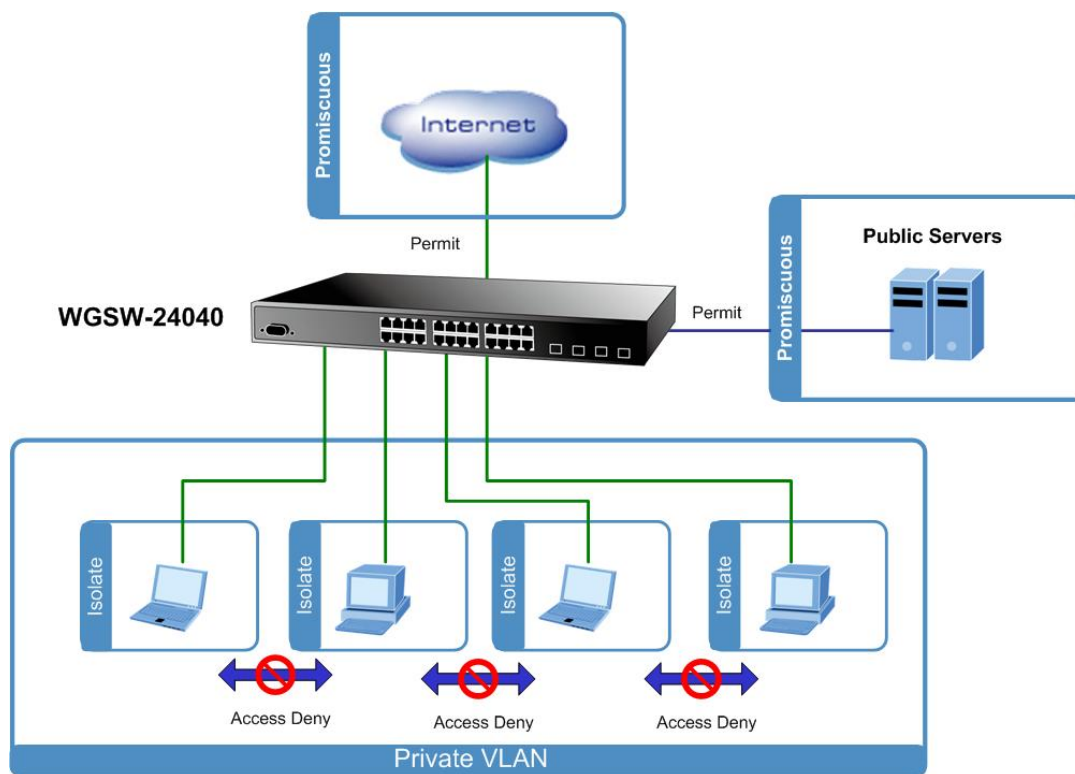 Promiscuous
Internet
Permit
WGSW-24040
Permit
Promiscuous
Public Servers
Isolate
Isolate
Isolate
Isolate
Access Deny
Access Deny
Access Deny
Private VLAN